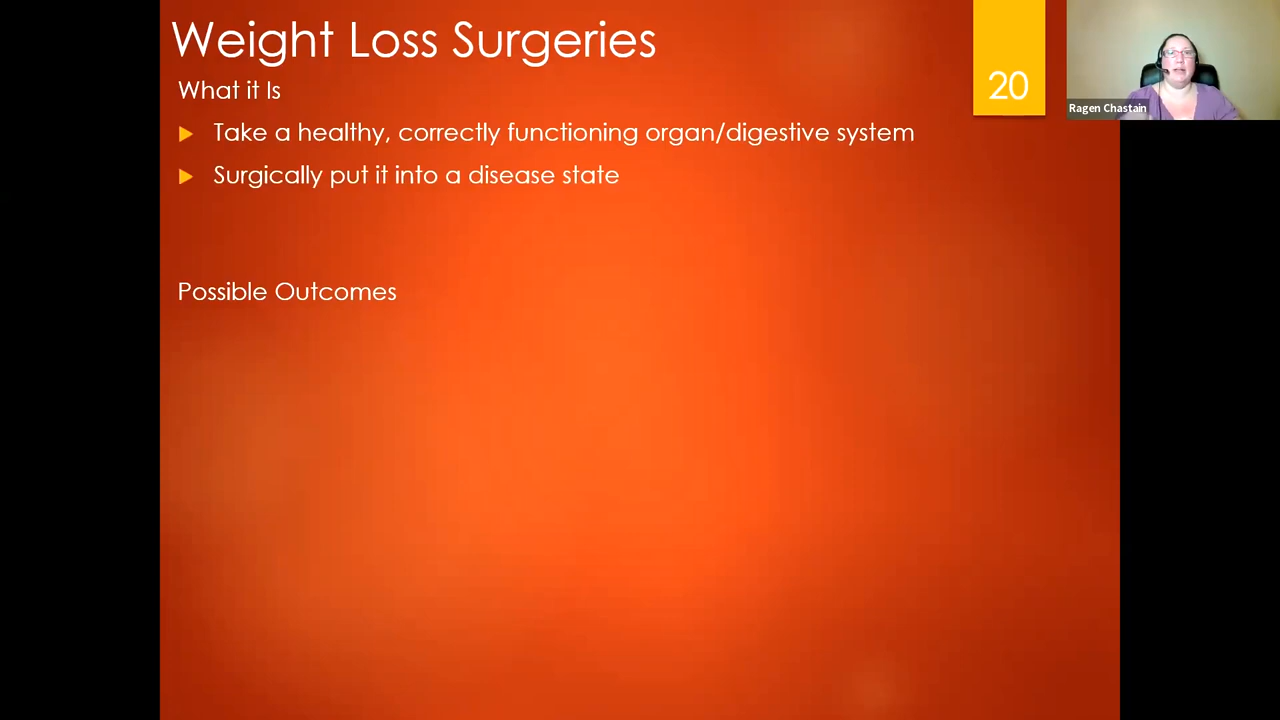 Weight Loss Surgeries
20
Ragen Chastain
What it Is
Take a healthy, correctly functioning organ/digestive system
Surgically put it into a disease state
Possible Outcomes